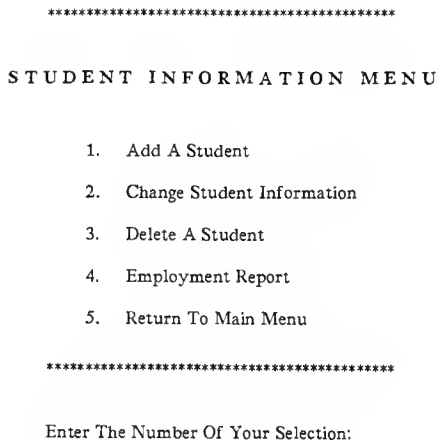 *********************************************
STUDENT INFORMATION MENU
1. Add A Student
2. Change Student Information
3. Delete A Student
4. Employment Report
5. Return To Main Menu
*********************************************
Enter The Number Of Your Selection: